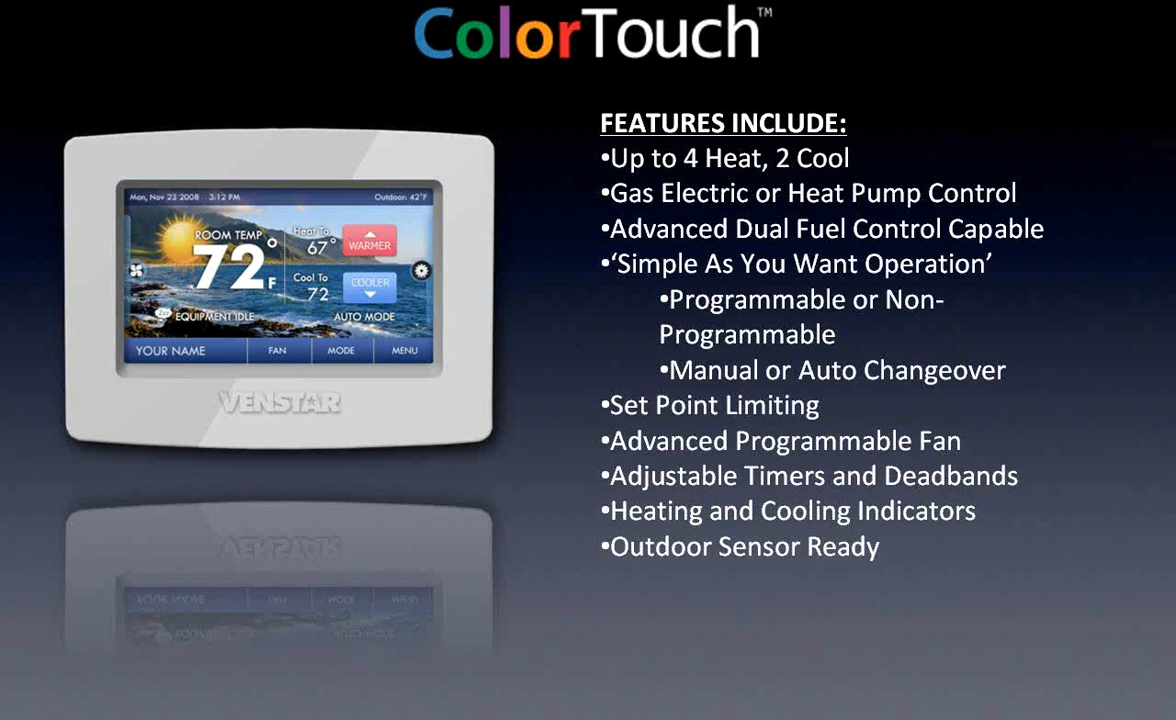 ColorTouch™
FEATURES INCLUDE:
•Up to 4 Heat, 2 Cool
•Gas Electric or Heat Pump Control
•Advanced Dual Fuel Control Capable
•‘Simple As You Want Operation’
•Programmable or Non-
Programmable
•Manual or Auto Changeover
•Set Point Limiting
•Advanced Programmable Fan
•Adjustable Timers and Deadbands
•Heating and Cooling Indicators
•Outdoor Sensor Ready
Mon, Nov 23 2008 3:12 PM Outdoor: 42°F
ROOM TEMP
72°F
Heat To
67°
WARMER
Cool To
72
COOLER
EQUIPMENT IDLE AUTO MODE
YOUR NAME FAN MODE MENU
VENSTAR